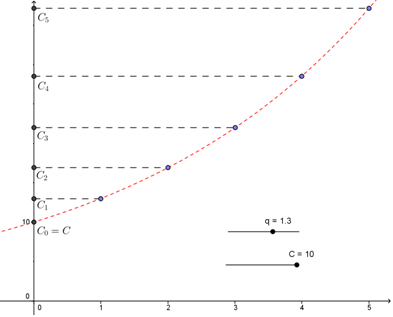 C₅
C₄
C₃
C₂
C₁
10
C₀ = C
q = 1.3
C = 10
0
0 1 2 3 4 5